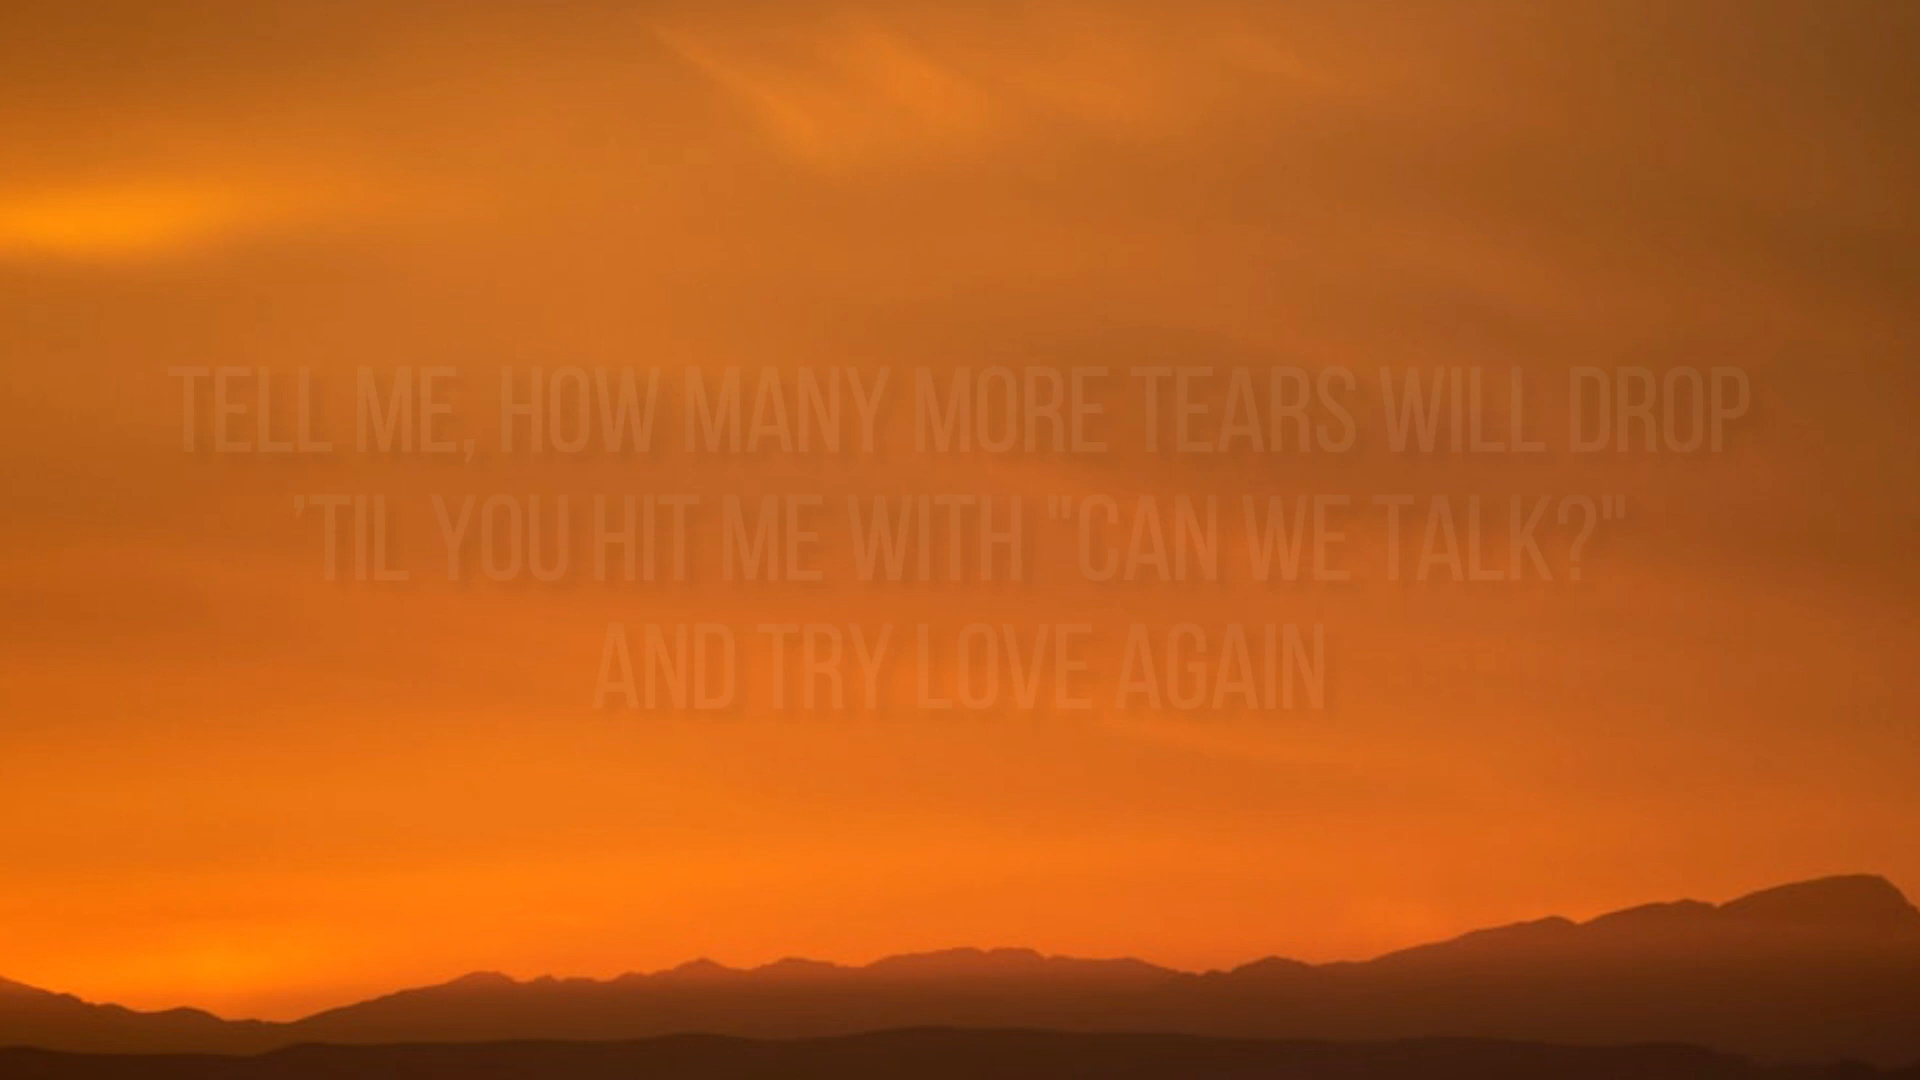 TELL ME, HOW MANY MORE TEARS WILL DROP
'TIL YOU HIT ME WITH "CAN WE TALK?"
AND TRY LOVE AGAIN